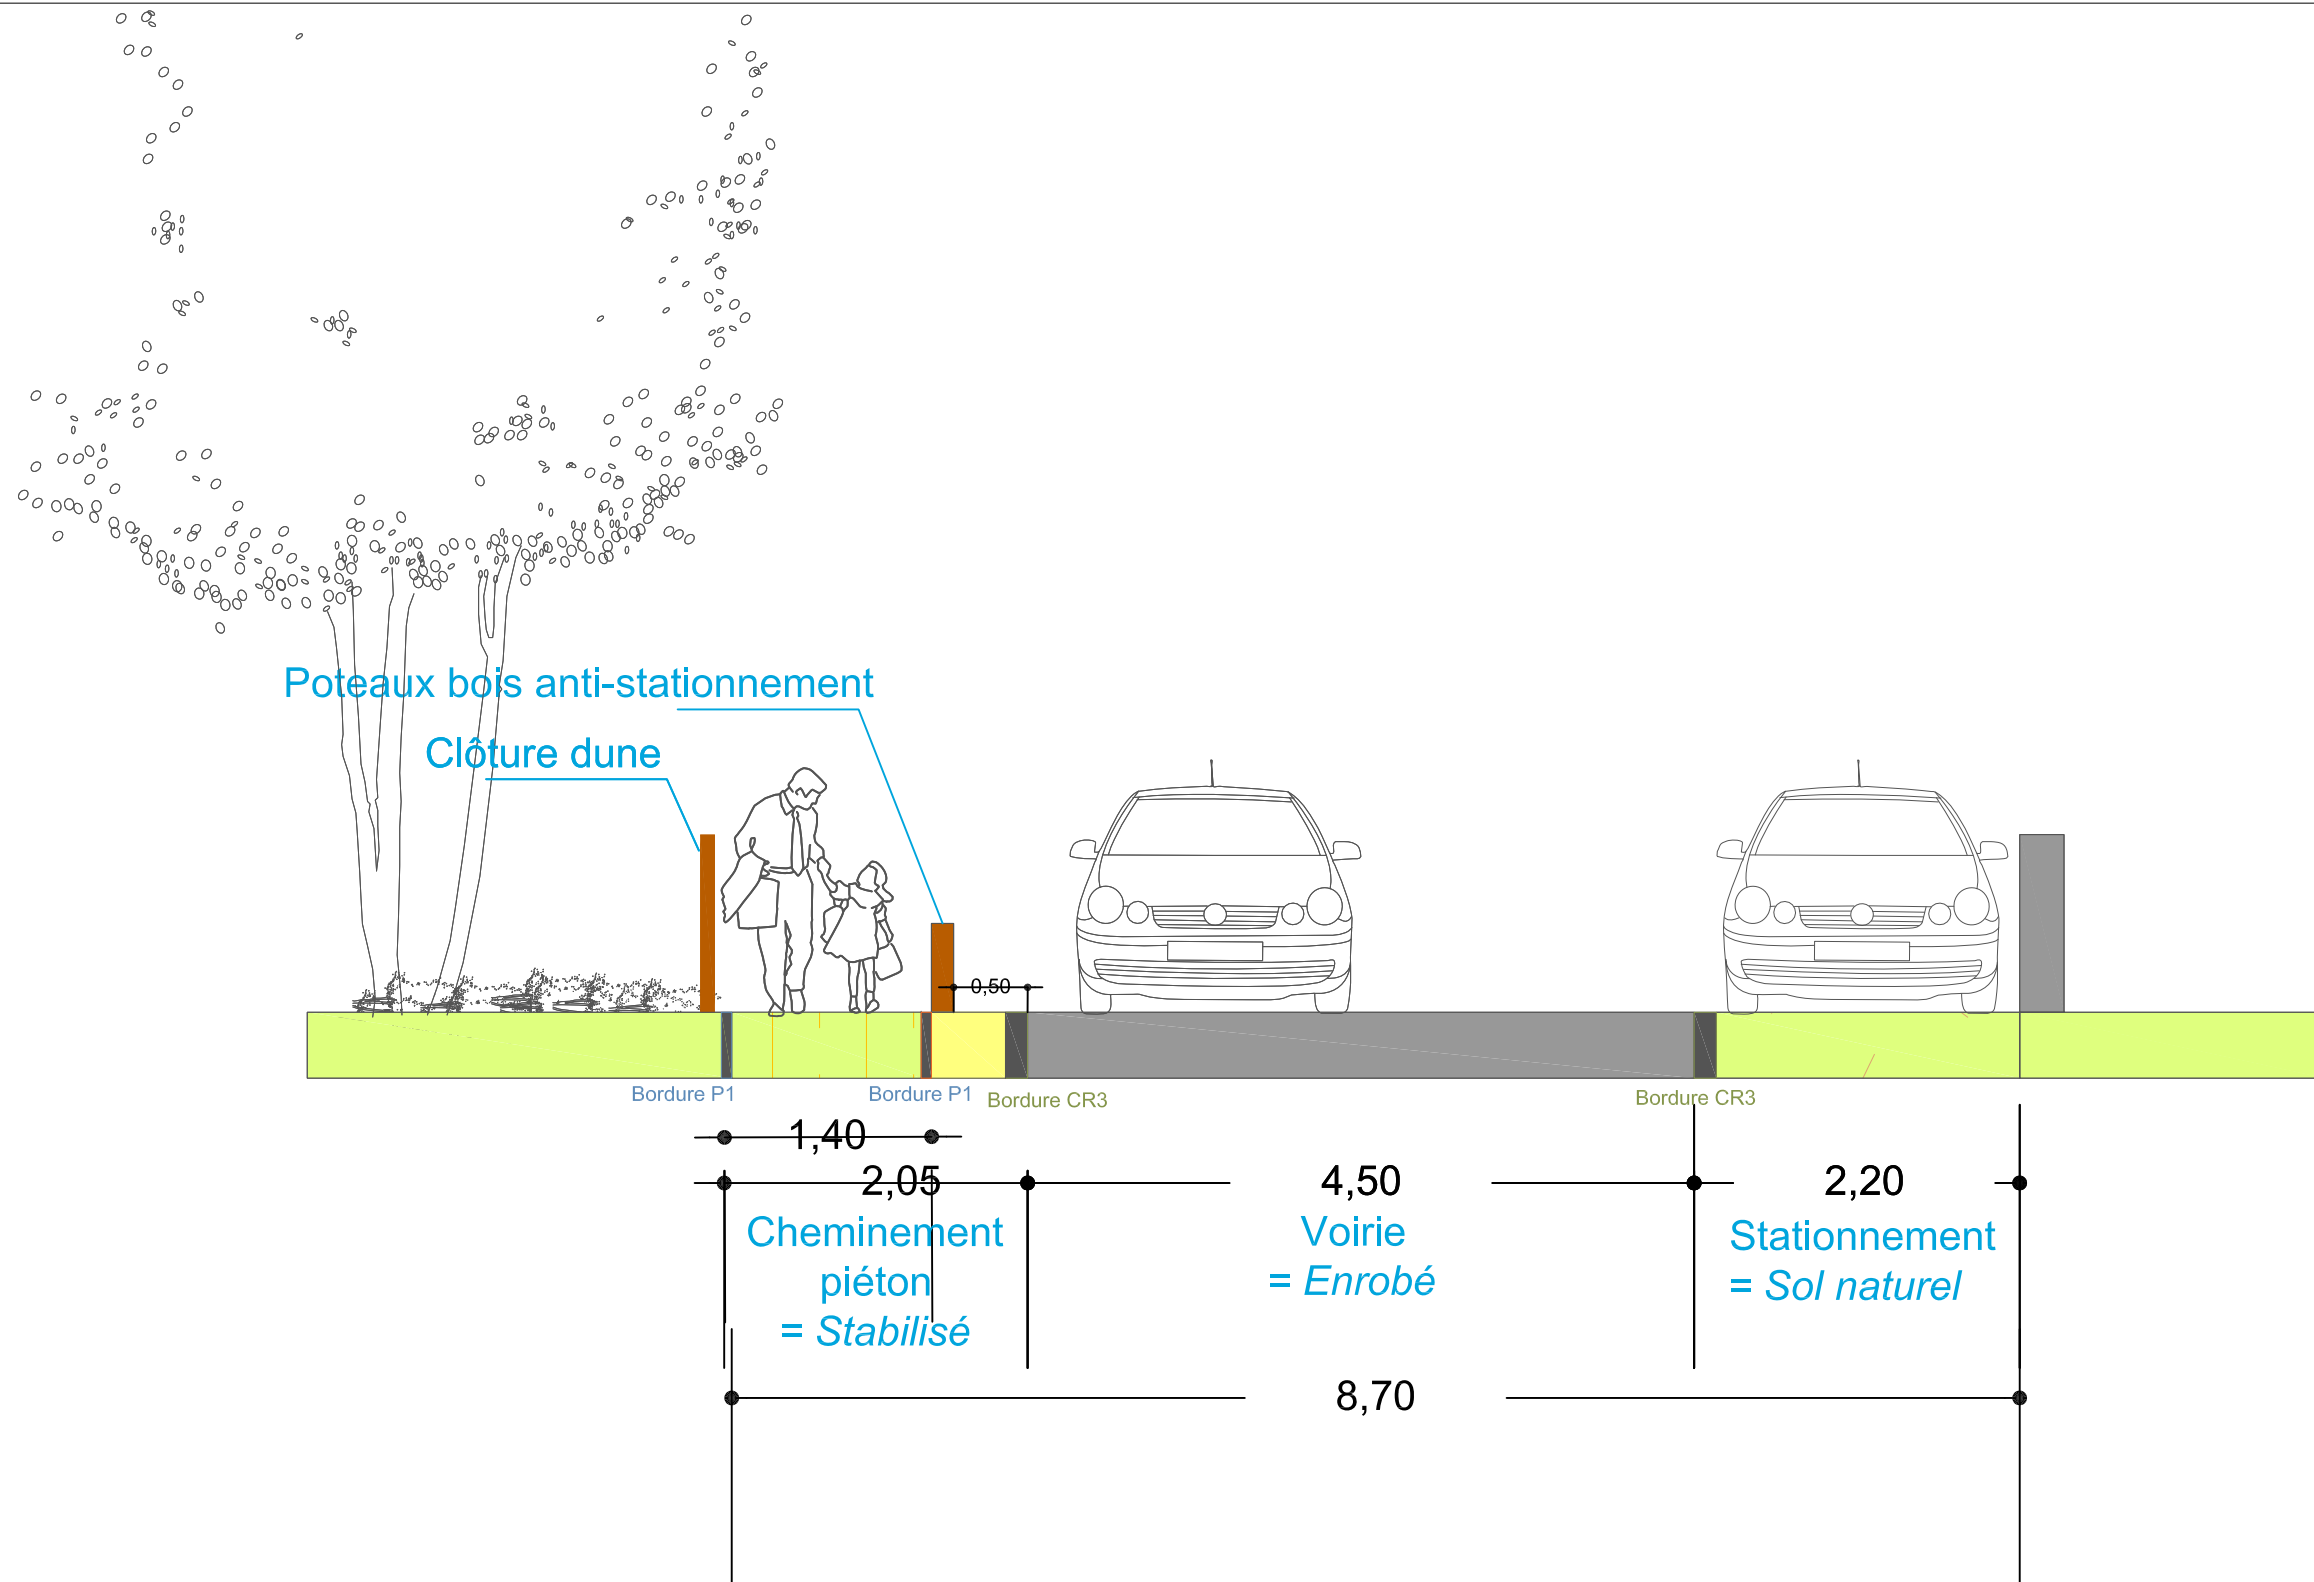 Poteaux bois anti-stationnement
Clôture dune
0,50
Bordure P1
Bordure P1
Bordure CR3
Bordure CR3
1,40
2,05
4,50
2,20
Cheminement
piéton
= Stabilisé
Voirie
= Enrobé
Stationnement
= Sol naturel
8,70